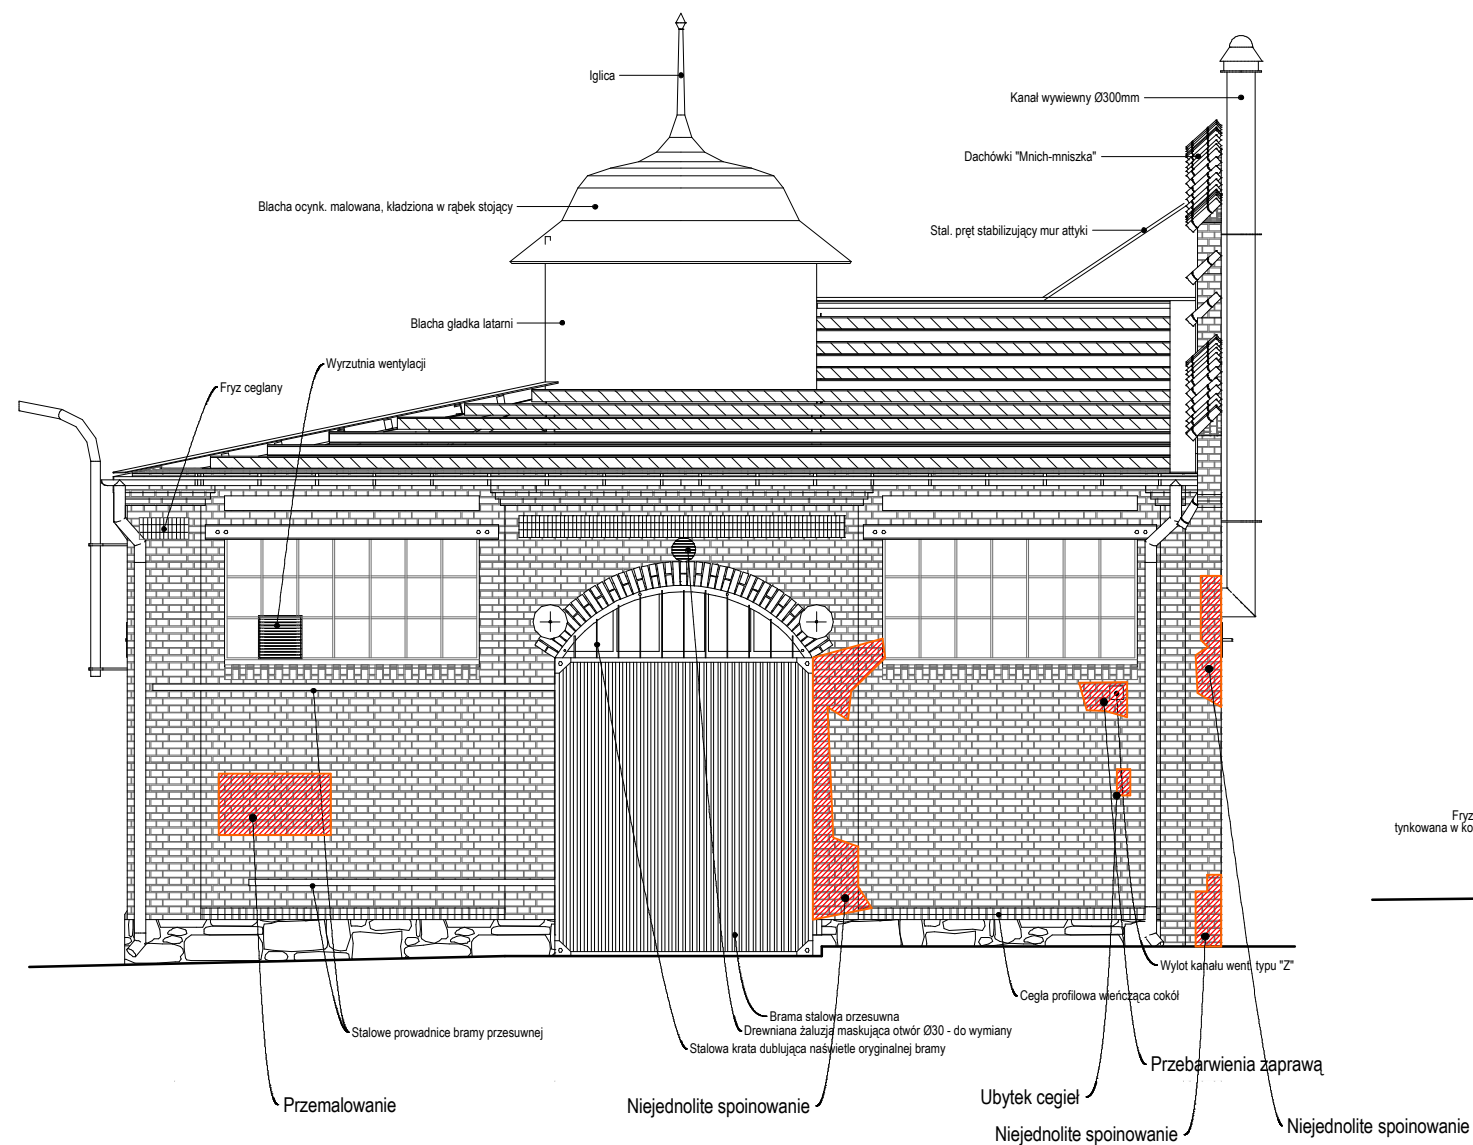 Iglica
Kanał wywiewny Ø300mm
Dachówki "Mnich-mniszka"
Blacha ocynk. malowana, kładziona w rąbek stojący
Stal. pręt stabilizujący mur attyki
Blacha gładka latarni
Wyrzutnia wentylacji
Fryz ceglany
Fryz
tynkowana w ko
Wylot kanału went. typu "Z"
Cegła profilowa wieńcząca cokół
Brama stalowa przesuwna
Drewniana żaluzja maskująca otwór Ø30 - do wymiany
Stalowe prowadnice bramy przesuwnej
Stalowa krata dublująca naświetle oryginalnej bramy
Przebarwienia zaprawą
Ubytek cegieł
Przemalowanie
Niejednolite spoinowanie
Niejednolite spoinowanie
Niejednolite spoinowanie